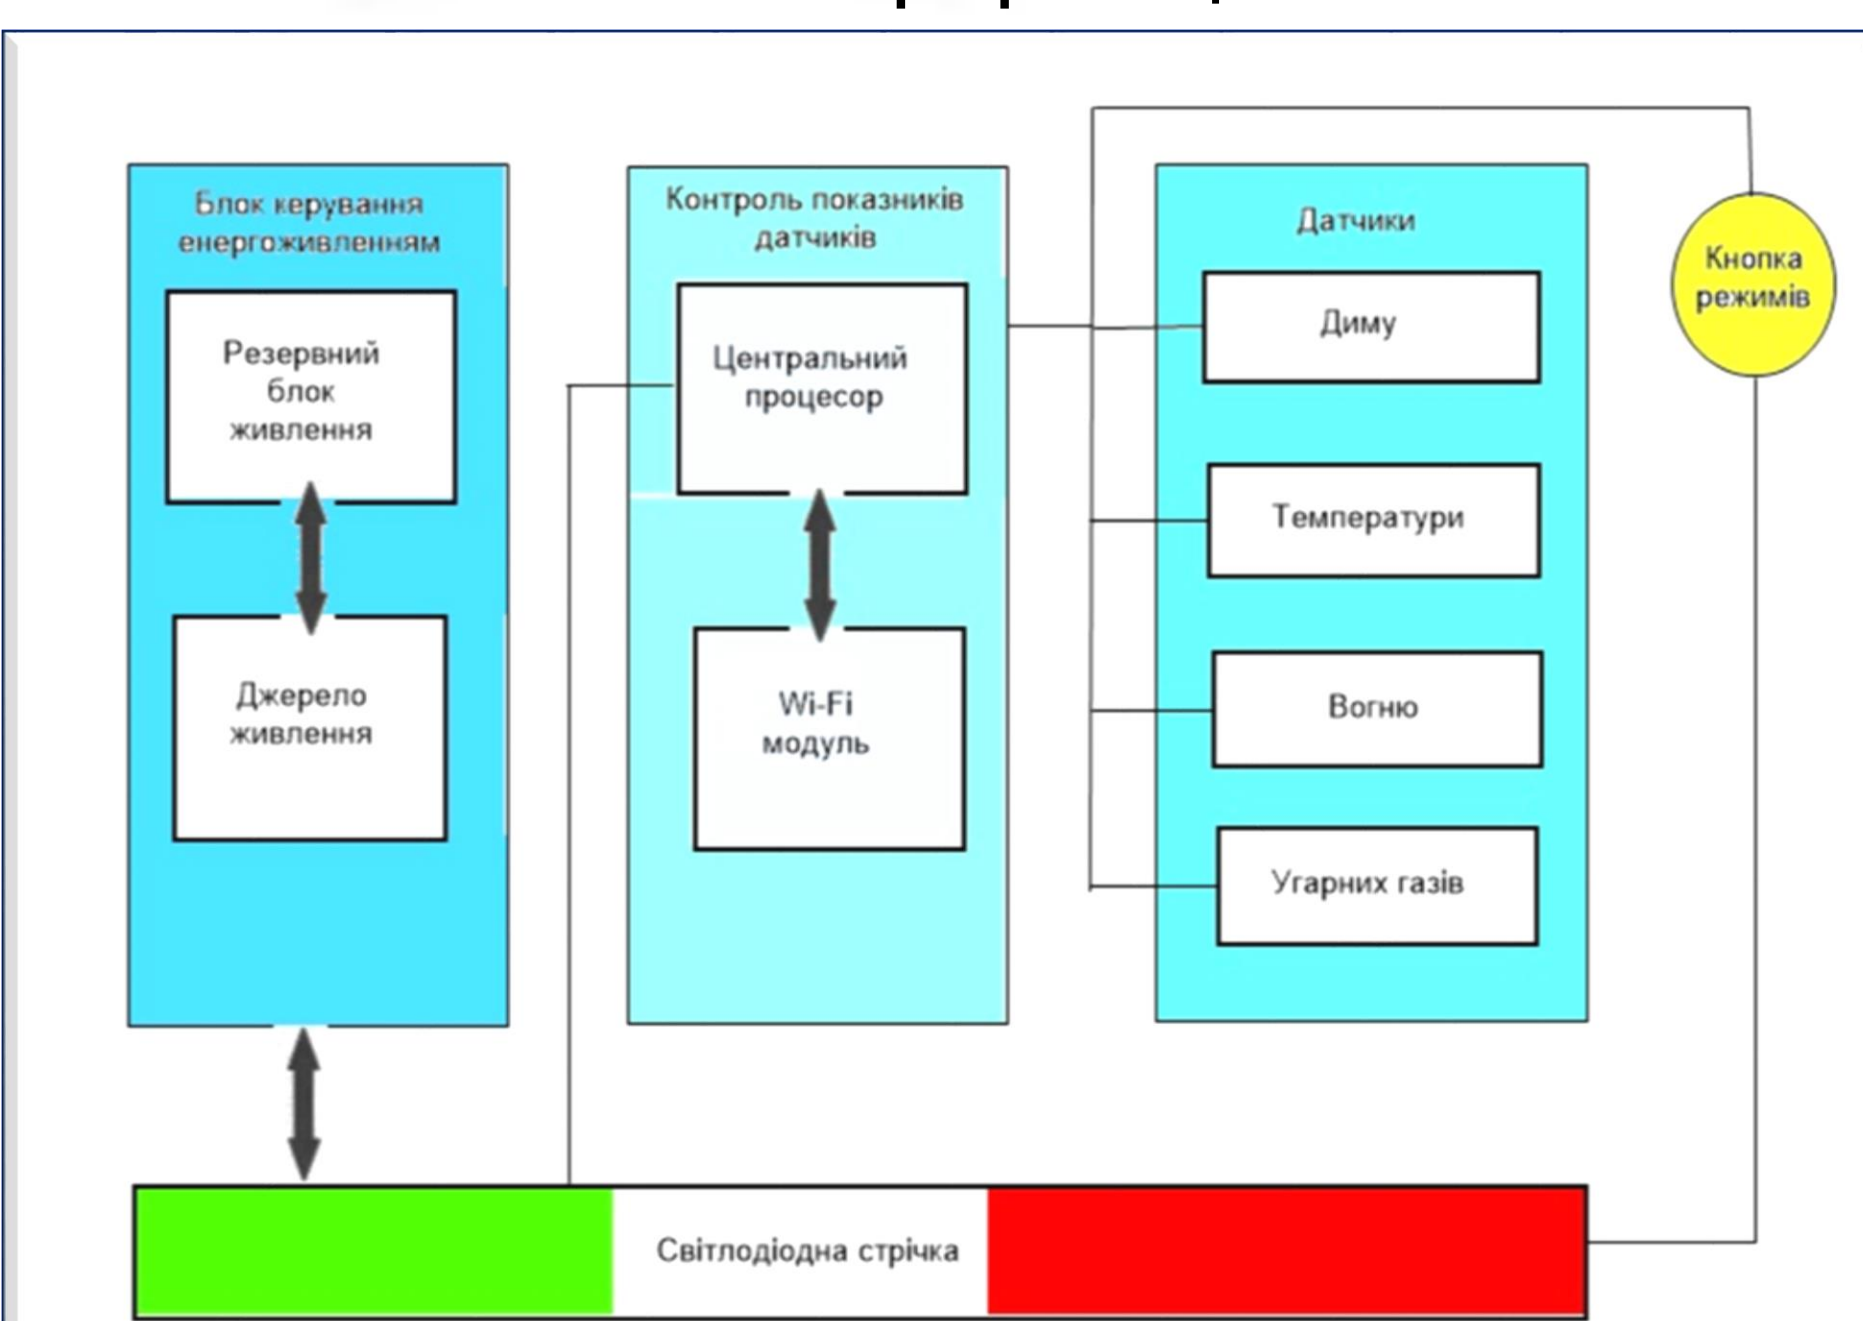 Блок керування
енергоживленням
Резервний
блок
живлення
Джерело
живлення
Контроль показників
датчиків
Центральний
процесор
Wi-Fi
модуль
Датчики
Диму
Температури
Вогню
Угарних газів
Кнопка
режимів
Світлодіодна стрічка